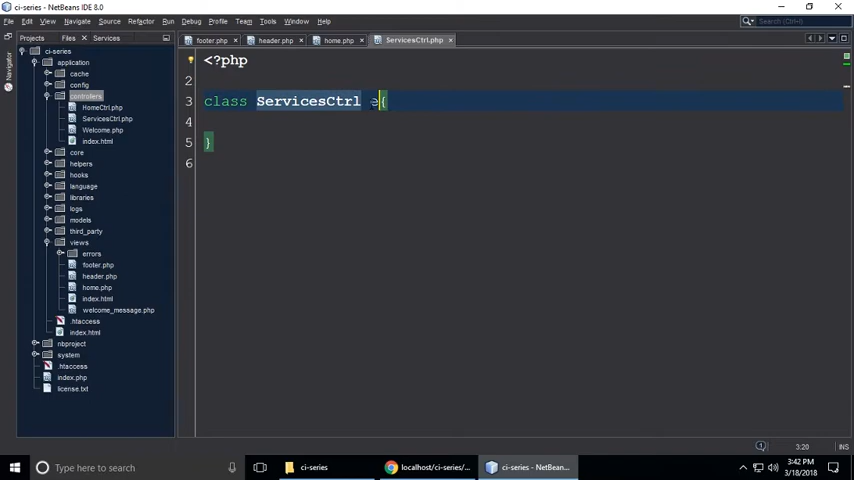 ci-series - NetBeans IDE 8.0
File Edit View Navigate Source Refactor Run Debug Profile Team Tools Window Help
Search (Ctrl+I)
Projects Files Services
footer.php header.php home.php ServicesCtrl.php
Navigator
ci-series
application
cache
config
controllers
HomeCtrl.php
ServicesCtrl.php
Welcome.php
index.html
core
helpers
hooks
language
libraries
logs
models
third_party
views
errors
footer.php
header.php
home.php
index.html
welcome_message.php
.htaccess
index.html
nbproject
system
.htaccess
index.php
license.txt
<?php
2
3 class ServicesCtrl e{
4
5 }
6
3:20 INS
Type here to search
ci-series
localhost/ci-series/...
ci-series - NetBean...
3:42 PM
3/18/2018